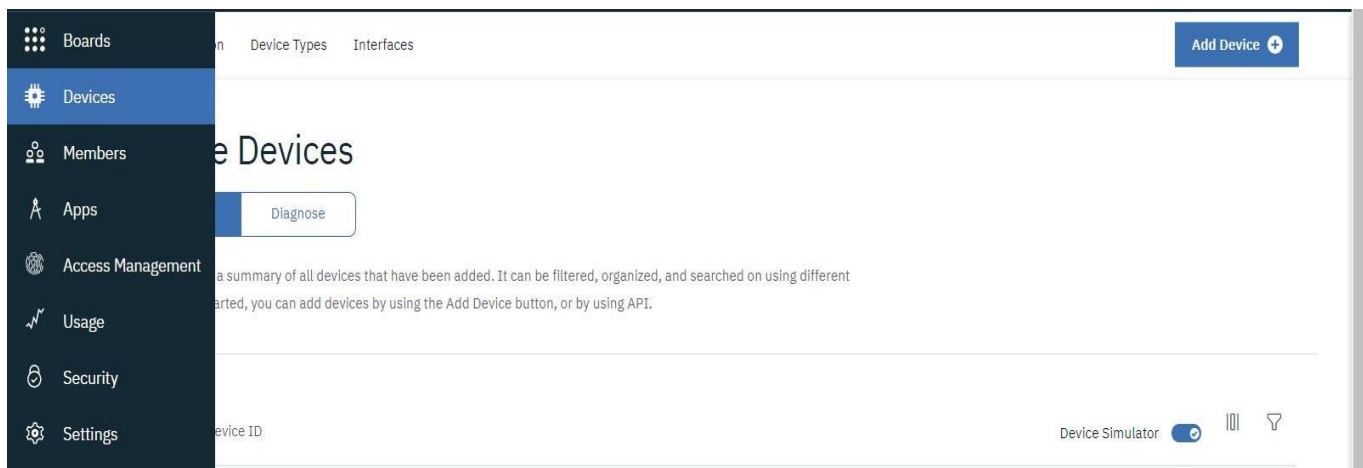 Boards
Devices
Members
Apps
Access Management
Usage
Security
Settings
n Device Types Interfaces
Add Device
e Devices
Diagnose
a summary of all devices that have been added. It can be filtered, organized, and searched on using different
arted, you can add devices by using the Add Device button, or by using API.
evice ID
Device Simulator